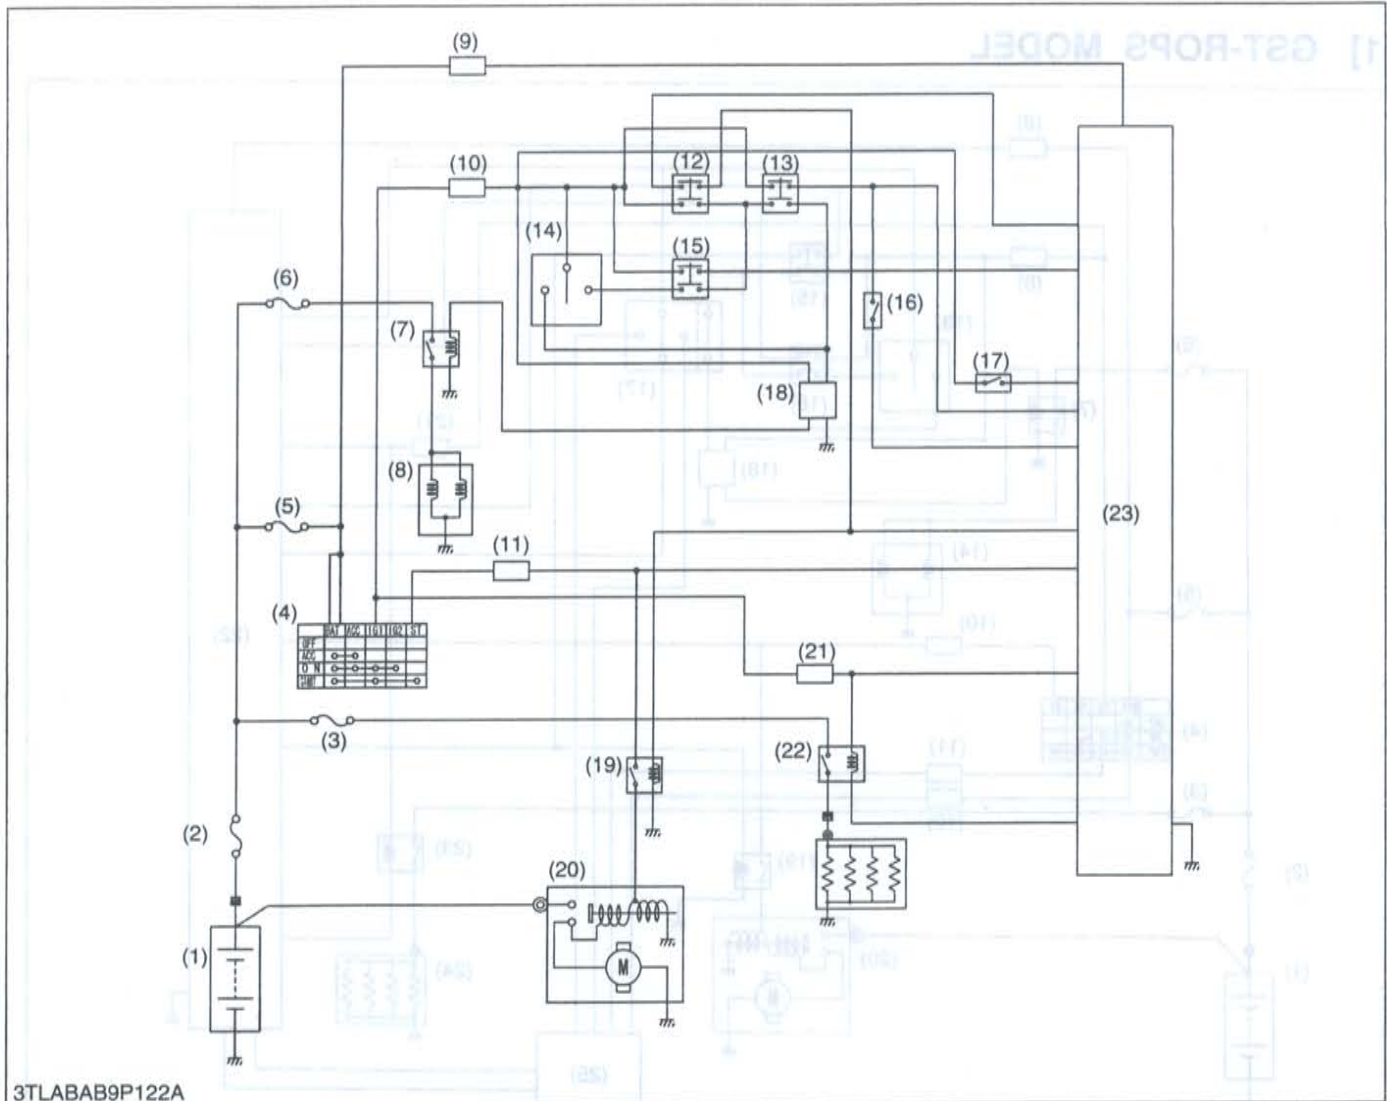 1] GST-ROPS MODEL
(9)
(10)
(12)
(13)
(14)
(15)
(6)
(16)
(7)
(17)
(18)
(8)
(5)
(23)
(11)
(4)
BAT ACC IG1 IG2 ST
OFF
ACC
O N
START
(21)
(3)
(22)
(19)
(2)
(20)
(1)
M
3TLABAB9P122A